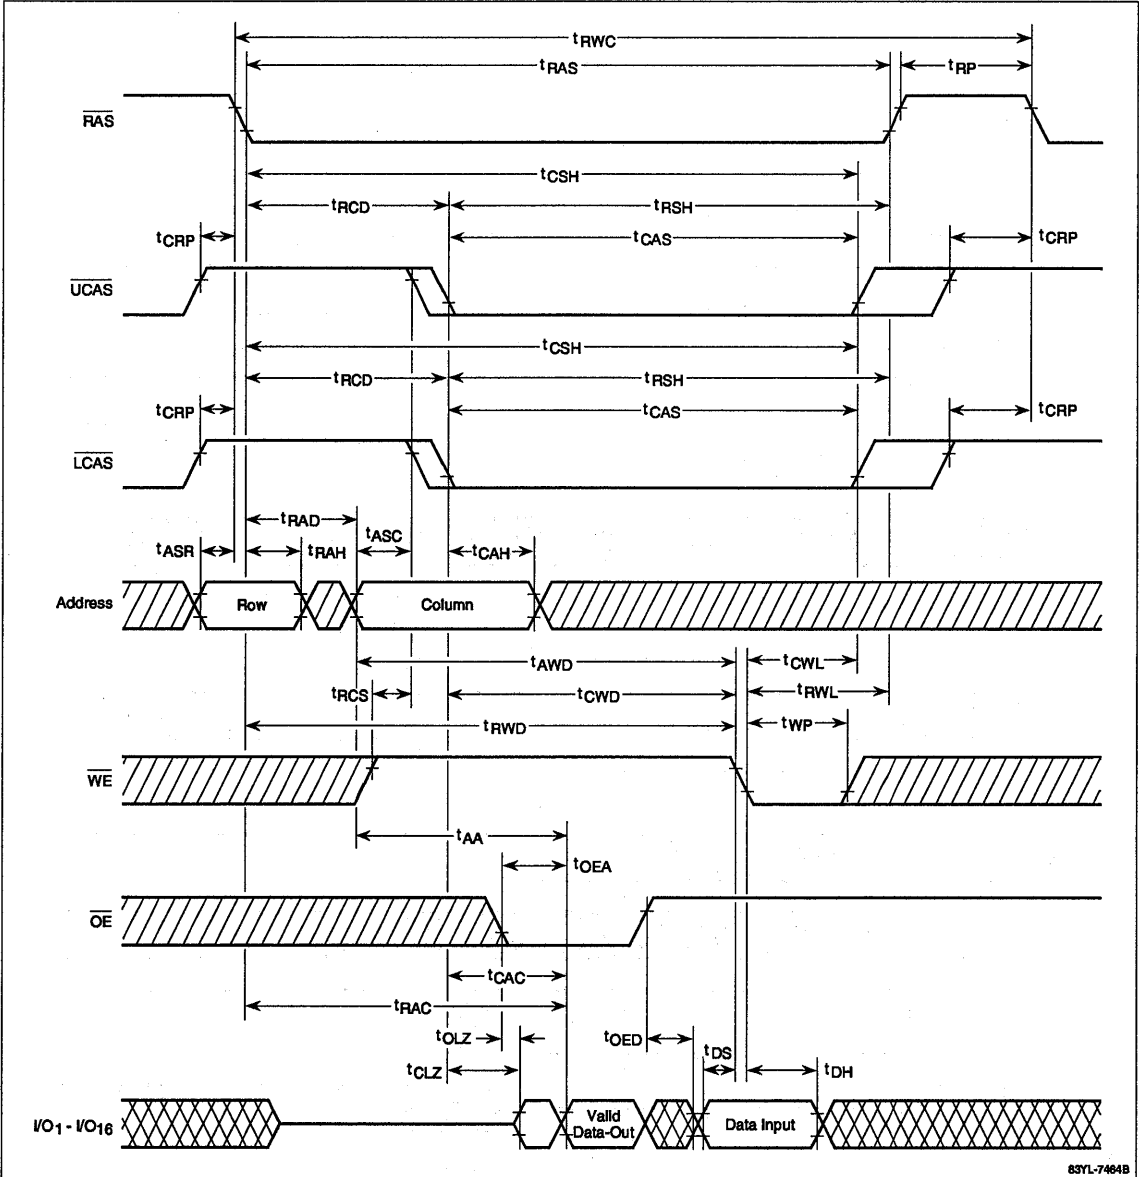 tRWC
tRAS tRP
RAS
tCSH
tRCD tRSH
tCRP tCAS tCRP
UCAS
tCSH
tRCD tRSH
tCRP tCAS tCRP
LCAS
tRAD tASC
tASR tRAH tCAH
Address Row Column
tAWD tCWL
tRCS tCWD tRWL
tRWD tWP
WE
tAA
tOEA
OE
tCAC
tRAC
tOLZ tOED tDS
tCLZ tDH
I/O1 - I/O16 Valid Data-Out Data Input
83YL-7464B